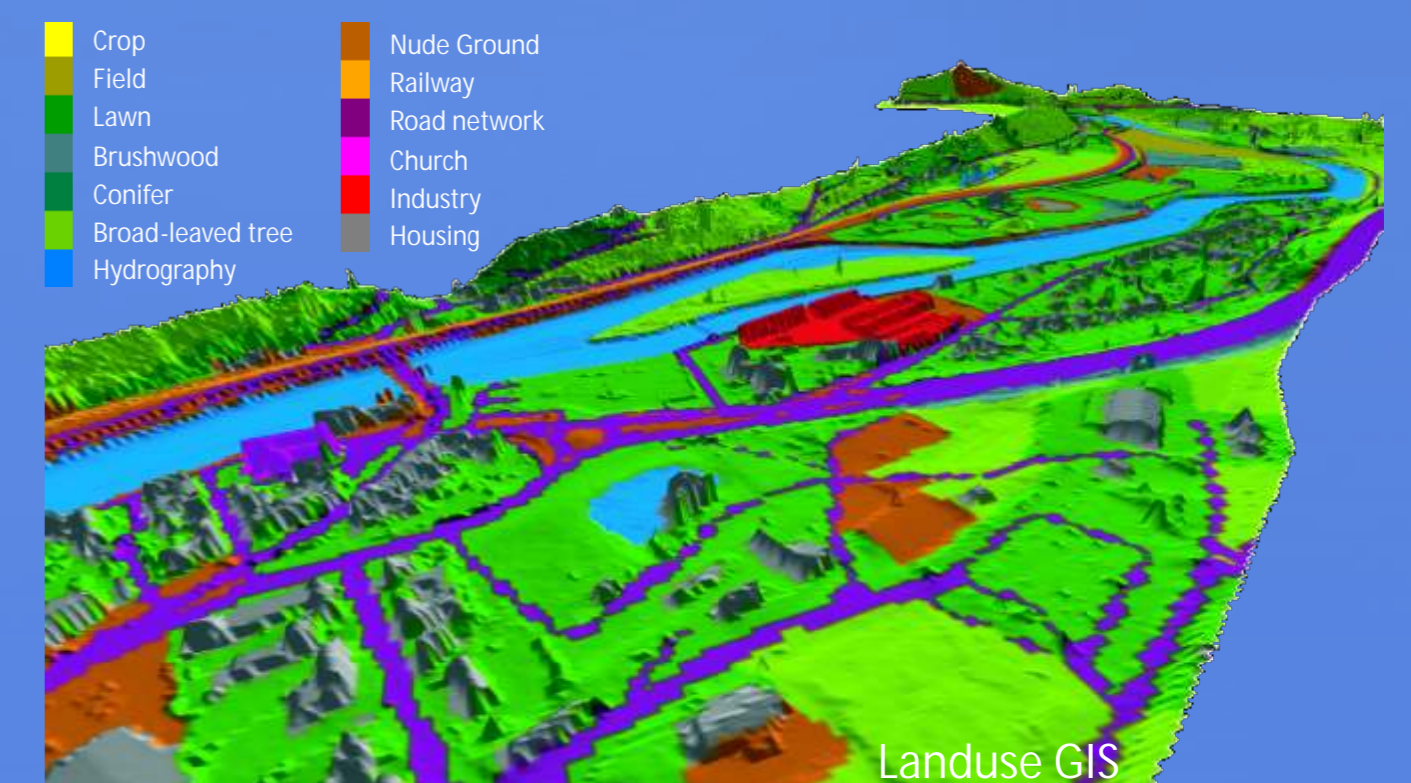 Crop
Field
Lawn
Brushwood
Conifer
Broad-leaved tree
Hydrography
Nude Ground
Railway
Road network
Church
Industry
Housing
Landuse GIS